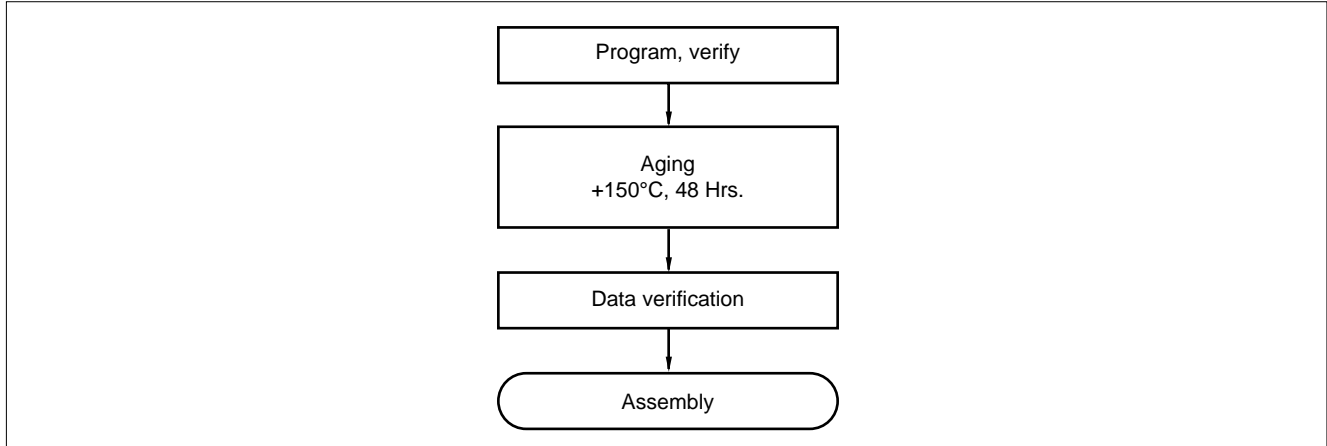 Program, verify
Aging
+150°C, 48 Hrs.
Data verification
Assembly